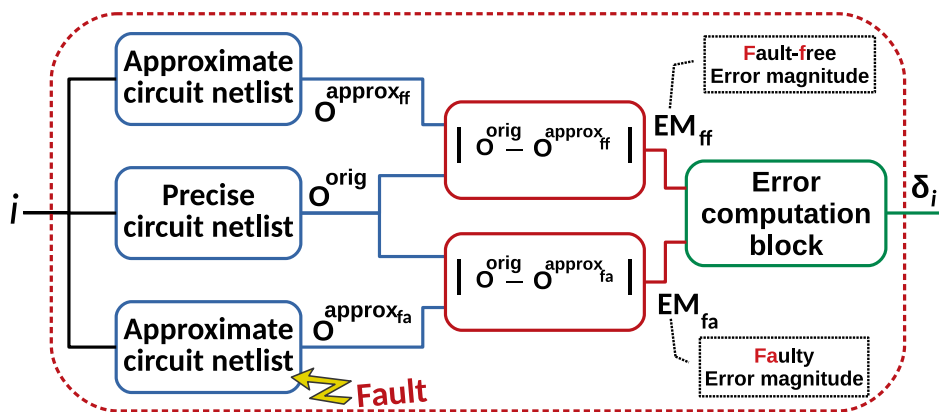 Approximate
circuit netlist
O^approx_ff
Precise
circuit netlist
O^orig
Approximate
circuit netlist
O^approx_fa
Fault
i
| O^orig − O^approx_ff |
| O^orig − O^approx_fa |
EM_ff
Fault-free
Error magnitude
EM_fa
Faulty
Error magnitude
Error
computation
block
δ_i